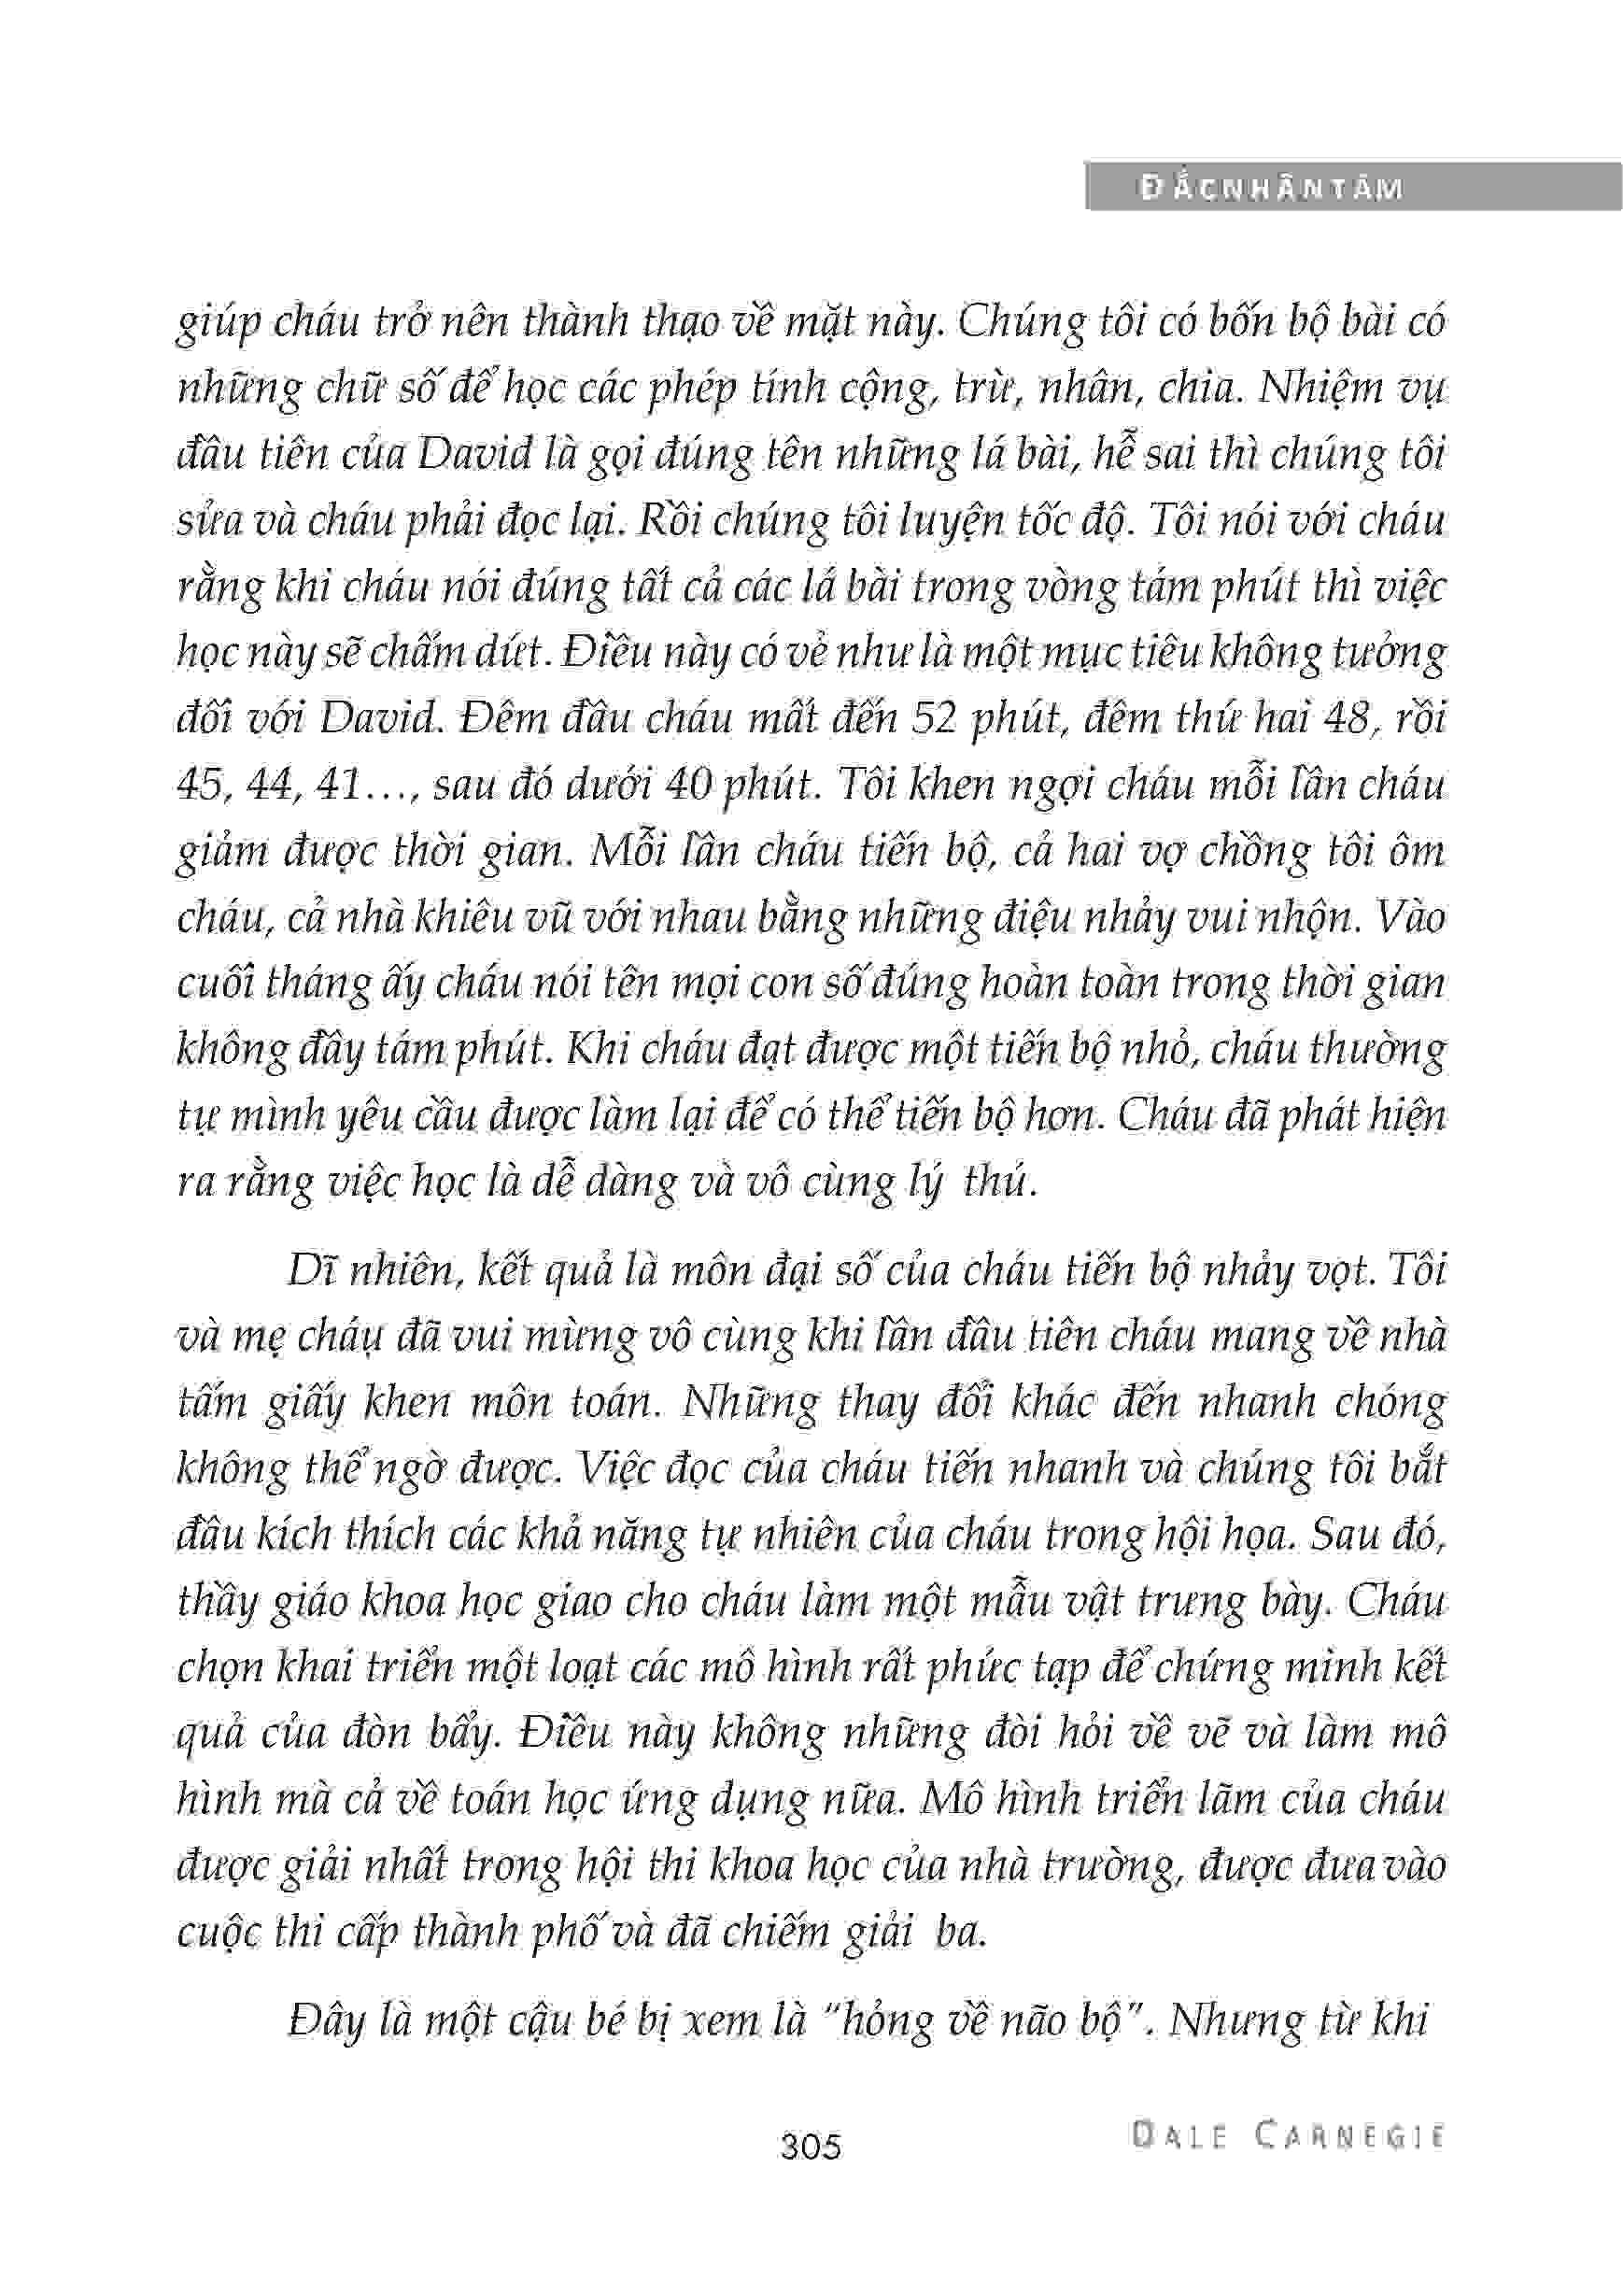 ĐẮCNHÂNTÂM
giúp cháu trở nên thành thạo về mặt này. Chúng tôi có bốn bộ bài có
những chữ số để học các phép tính cộng, trừ, nhân, chia. Nhiệm vụ
đầu tiên của David là gọi đúng tên những lá bài, hễ sai thì chúng tôi
sửa và cháu phải đọc lại. Rồi chúng tôi luyện tốc độ. Tôi nói với cháu
rằng khi cháu nói đúng tất cả các lá bài trong vòng tám phút thì việc
học này sẽ chấm dứt. Điều này có vẻ như là một mục tiêu không tưởng
đối với David. Đêm đầu cháu mất đến 52 phút, đêm thứ hai 48, rồi
45, 44, 41…, sau đó dưới 40 phút. Tôi khen ngợi cháu mỗi lần cháu
giảm được thời gian. Mỗi lần cháu tiến bộ, cả hai vợ chồng tôi ôm
cháu, cả nhà khiêu vũ với nhau bằng những điệu nhảy vui nhộn. Vào
cuối tháng ấy cháu nói tên mọi con số đúng hoàn toàn trong thời gian
không đầy tám phút. Khi cháu đạt được một tiến bộ nhỏ, cháu thường
tự mình yêu cầu được làm lại để có thể tiến bộ hơn. Cháu đã phát hiện
ra rằng việc học là dễ dàng và vô cùng lý thú.
Dĩ nhiên, kết quả là môn đại số của cháu tiến bộ nhảy vọt. Tôi
và mẹ cháụ đã vui mừng vô cùng khi lần đầu tiên cháu mang về nhà
tấm giấy khen môn toán. Những thay đổi khác đến nhanh chóng
không thể ngờ được. Việc đọc của cháu tiến nhanh và chúng tôi bắt
đầu kích thích các khả năng tự nhiên của cháu trong hội họa. Sau đó,
thầy giáo khoa học giao cho cháu làm một mẫu vật trưng bày. Cháu
chọn khai triển một loạt các mô hình rất phức tạp để chứng minh kết
quả của đòn bẩy. Điều này không những đòi hỏi về vẽ và làm mô
hình mà cả về toán học ứng dụng nữa. Mô hình triển lãm của cháu
được giải nhất trong hội thi khoa học của nhà trường, được đưa vào
cuộc thi cấp thành phố và đã chiếm giải ba.
Đây là một cậu bé bị xem là “hỏng về não bộ”. Nhưng từ khi
305
DALE CARNEGIE